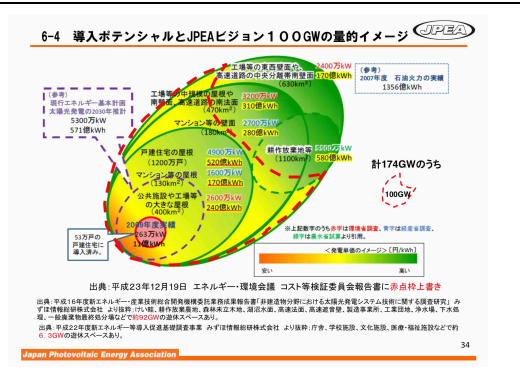 6-4 導入ポテンシャルとJPEAビジョン１００GWの量的イメージ
JPEA
(参考)
現行エネルギー基本計画
太陽光発電の2030年推計
5300万kW
571億kWh
工場等の東西壁面や、
高速道路の中央分離帯南壁面
(630km²)
2400万kW
170億kWh
(参考)
2007年度 石油火力の実績
1356億kWh
工場等の中規模の屋根や
南壁面、高速道路の南法面
(470km²)
3200万kW
310億kWh
マンション等の壁面
(180km²)
2700万kW
280億kWh
戸建住宅の屋根
(1200万戸)
4900万kW
520億kWh
耕作放棄地等
(1100km²)
580億kWh
マンション等の屋根
(130km²)
1600万kW
170億kWh
計174GWのうち
100GW
公共施設や工場等
の大きな屋根
(400km²)
2600万kW
240億kWh
2009年度実績
263万kW
11億kWh
53万戸の
戸建住宅に
導入済み。
※上記数字のうち赤字は環境省調査、青字は経産省調査、
緑字は農水省試算より引用。
＜発電単価のイメージ＞［円/kWh］
安い
高い
出典：平成23年12月19日 エネルギー・環境会議 コスト等検証委員会報告書に赤点枠上書き
出典：平成16年度新エネルギー・産業技術総合開発機構委託業務成果報告書「非建造物分野における太陽光発電システム技術に関する調査研究」 み
ずほ情報総研株式会社 より抜粋：けい畦、耕作放棄農地、森林未立木地、湖沼水面、高速法面、高速遮音壁、製造事業所、工業団地、浄水場、下水処
理、一般廃棄物最終処分場などで約92GWの遊休スペースあり。
出典：平成22年度新エネルギー等導入促進基礎調査事業 みずほ情報総研株式会社 より抜粋：庁舎、学校施設、文化施設、医療・福祉施設などで約
６．３GWの遊休スペースあり。
34
Japan Photovoltaic Energy Association